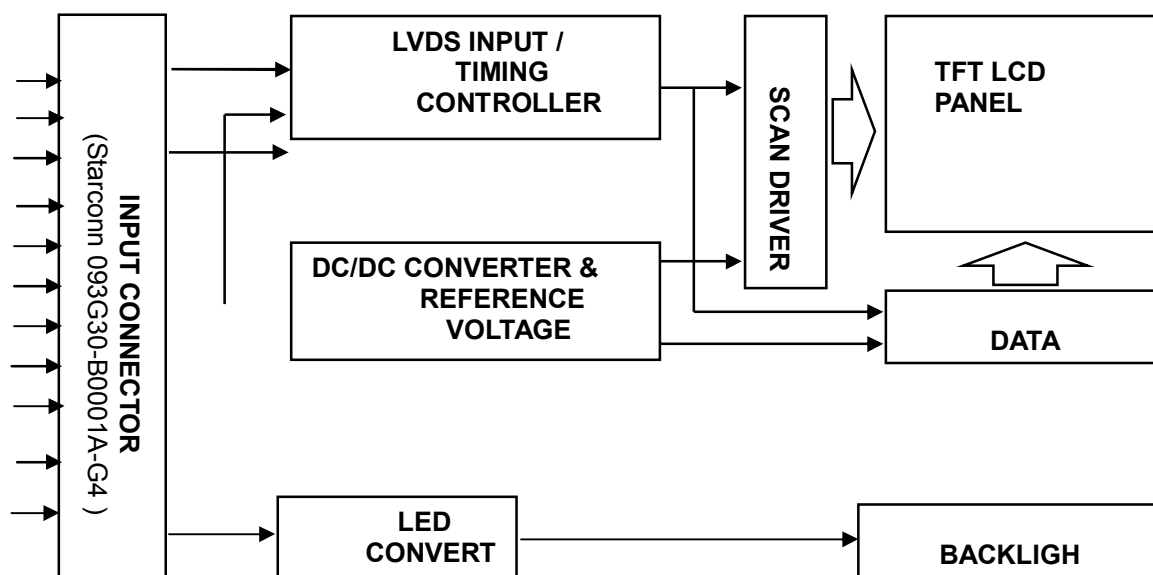 INPUT CONNECTOR
(Starconn 093G30-B0001A-G4 )
LVDS INPUT /
TIMING
CONTROLLER
SCAN DRIVER
TFT LCD
PANEL
DC/DC CONVERTER &
REFERENCE
VOLTAGE
DATA
LED
CONVERT
BACKLIGH